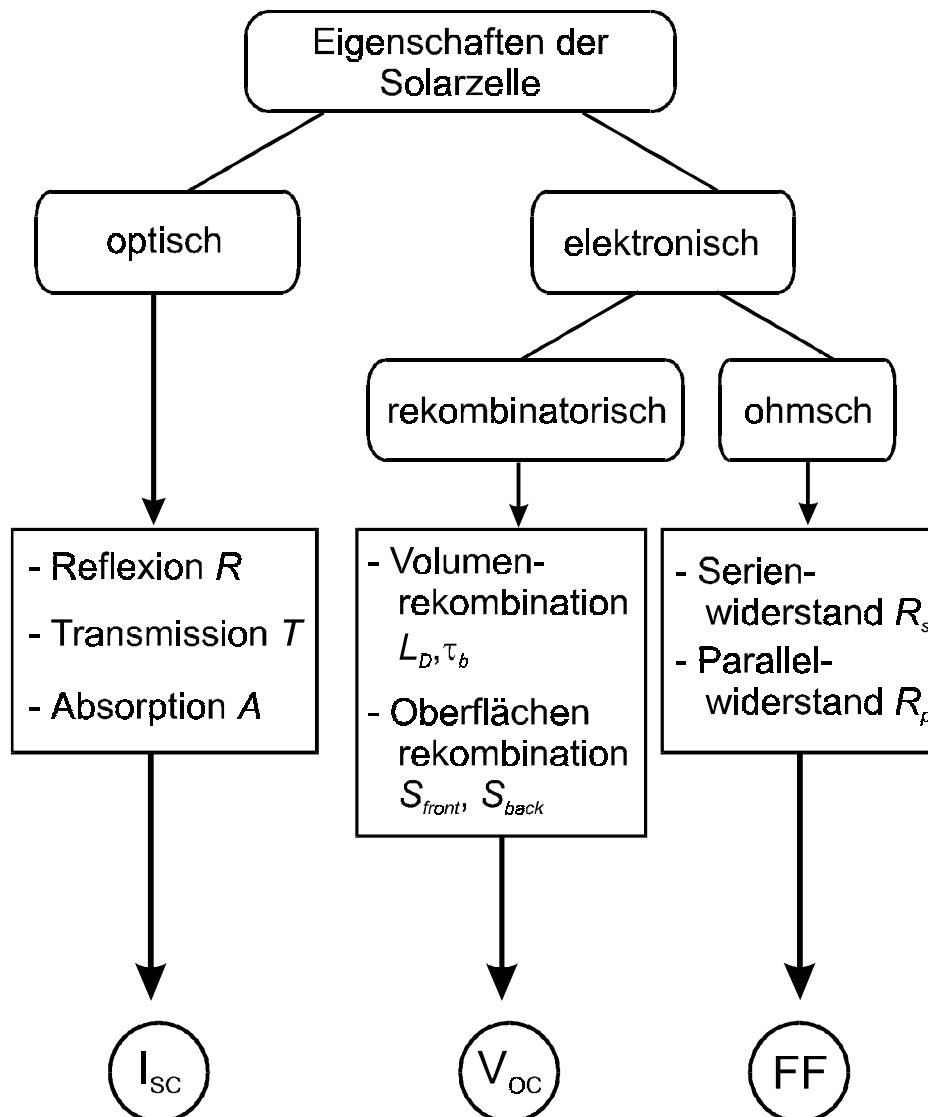 Eigenschaften der
Solarzelle
optisch
elektronisch
rekombinatorisch
ohmsch
- Reflexion R
- Transmission T
- Absorption A
- Volumen-
rekombination
L_D, τ_b
- Oberflächen
rekombination
S_front, S_back
- Serien-
widerstand R_s
- Parallel-
widerstand R_p
I_SC
V_OC
FF